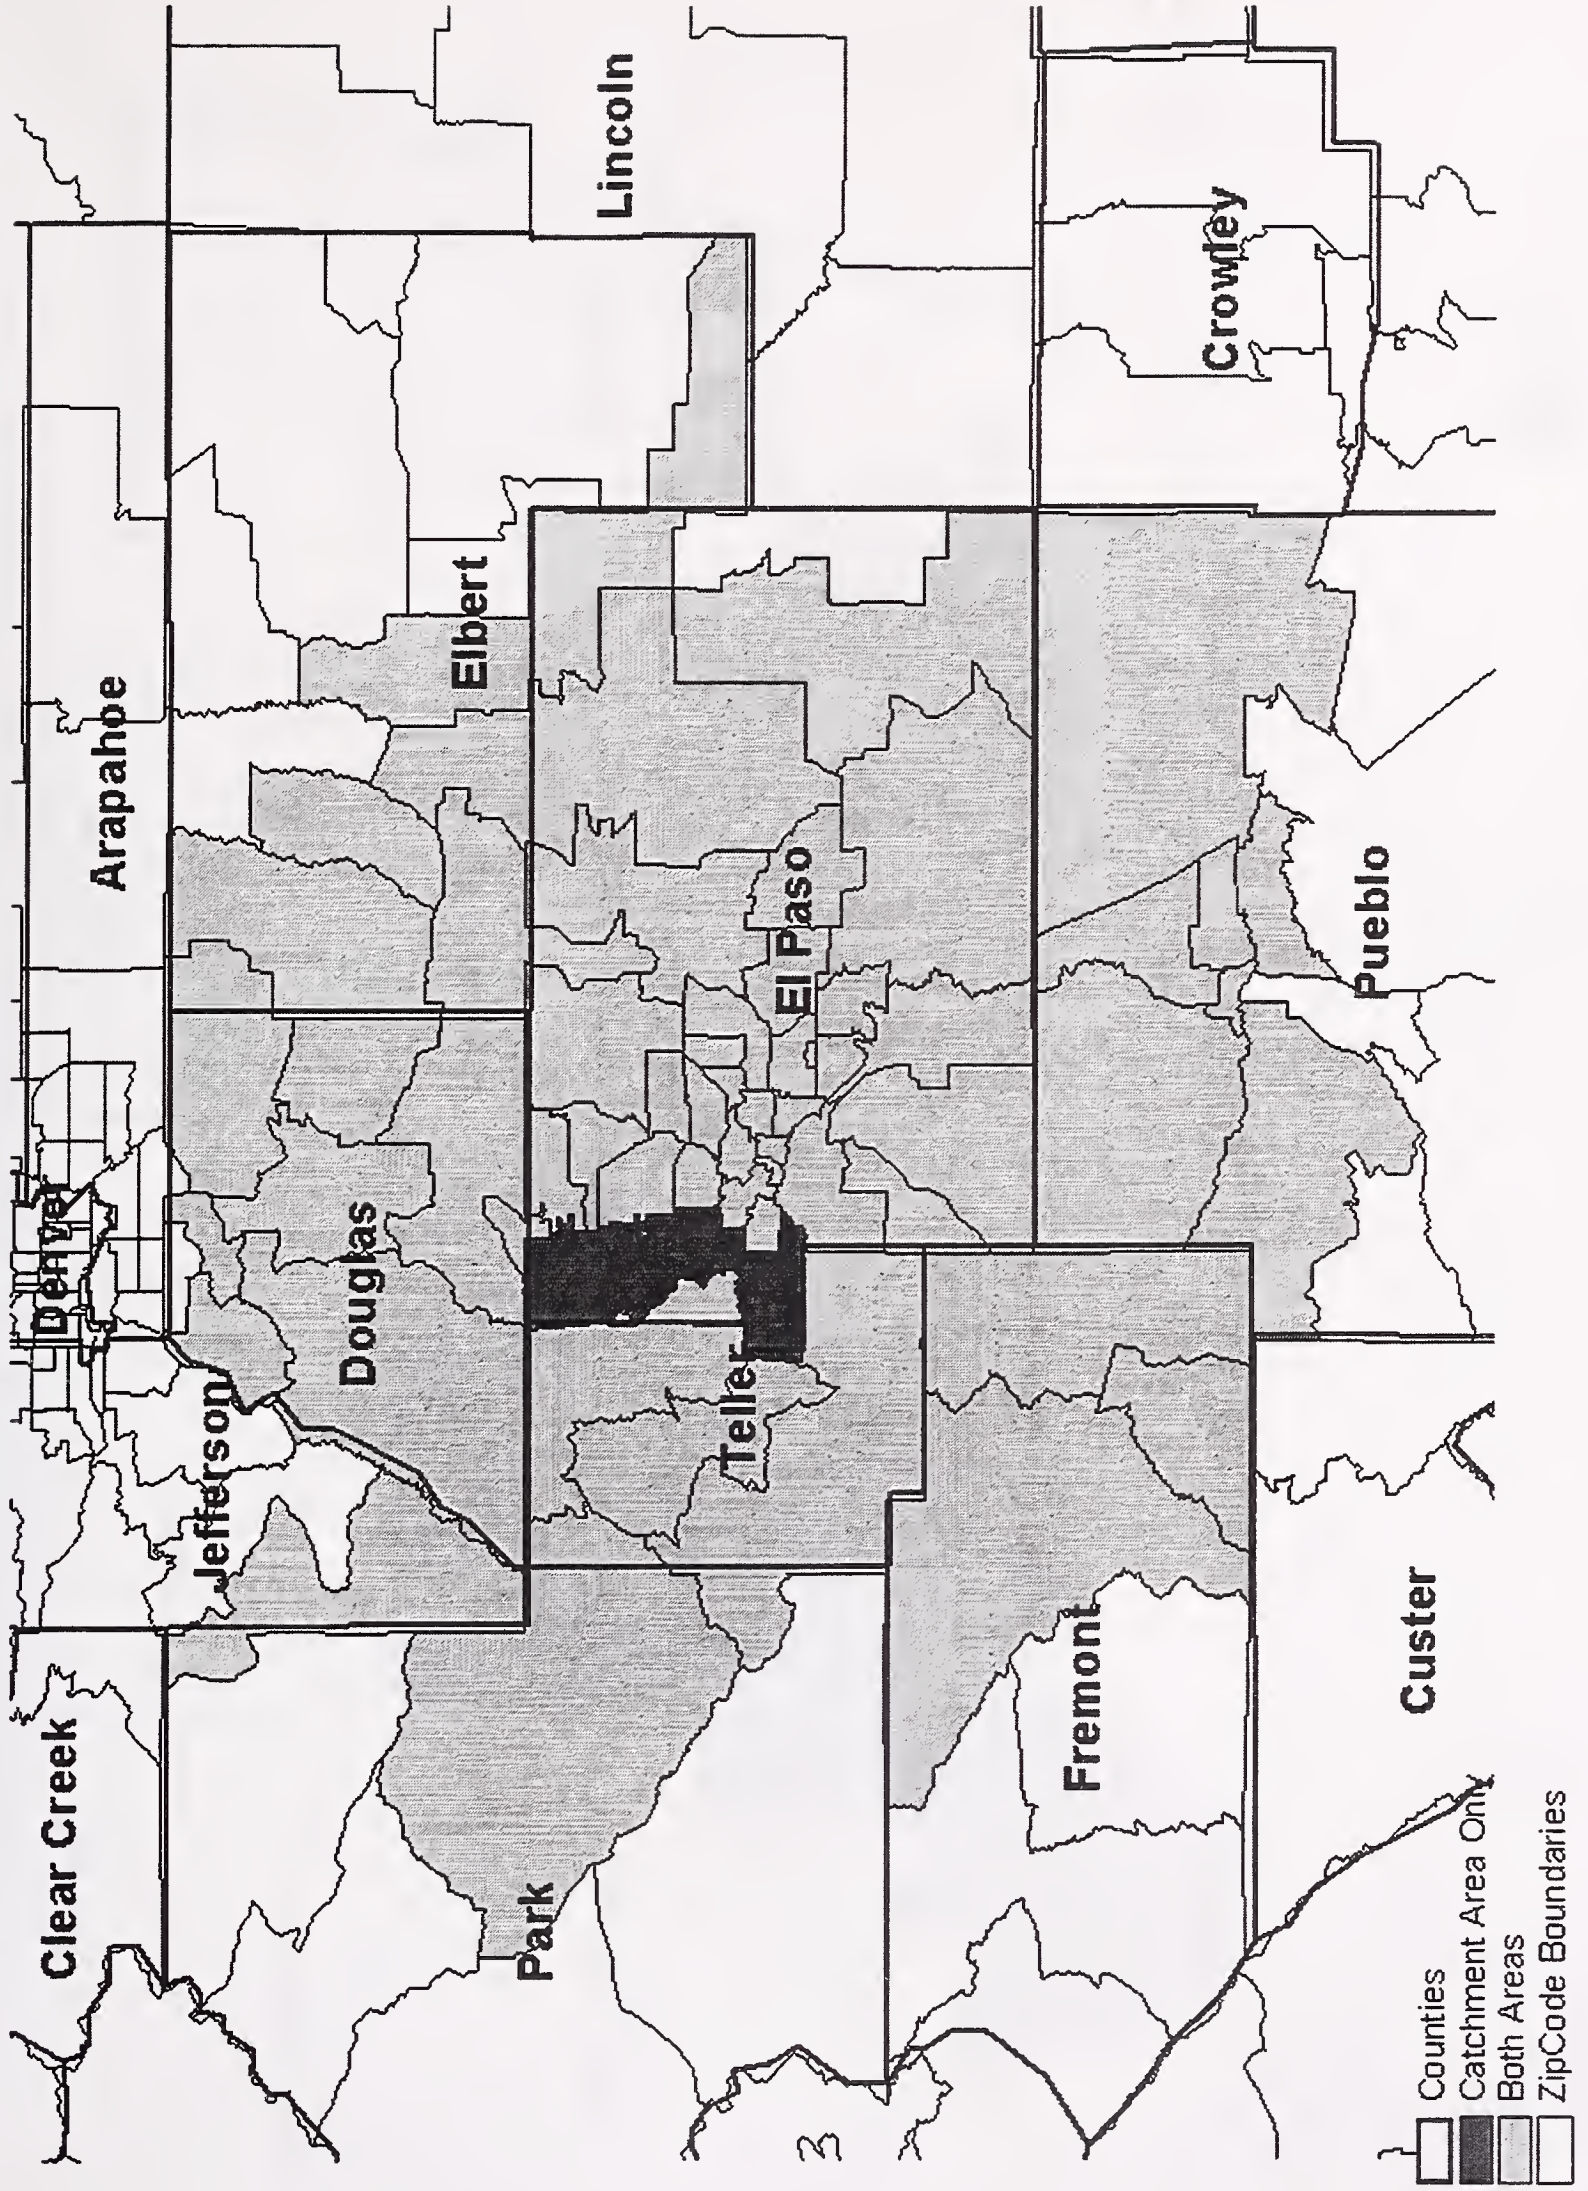 Clear Creek
Jefferson
Denver
Arapahoe
Park
Douglas
Elbert
Lincoln
Teller
El Paso
Fremont
Crowley
Custer
Pueblo
3
Counties
Catchment Area Only
Both Areas
ZipCode Boundaries